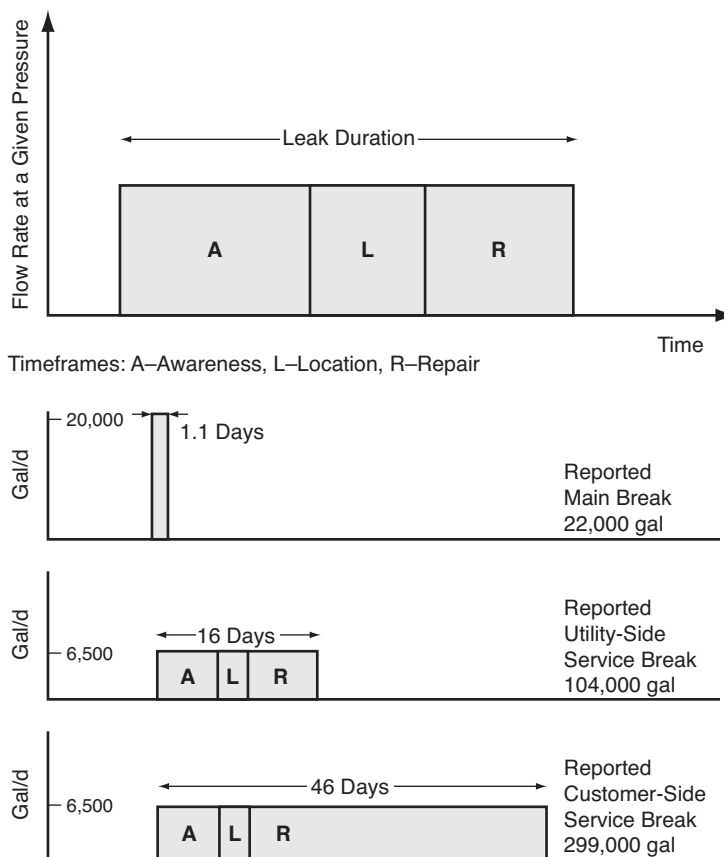 Flow Rate at a Given Pressure
Leak Duration
A L R
Time
Timeframes: A–Awareness, L–Location, R–Repair
Gal/d
20,000
1.1 Days
Reported
Main Break
22,000 gal
Gal/d
6,500
16 Days
A L R
Reported
Utility-Side
Service Break
104,000 gal
Gal/d
6,500
46 Days
A L R
Reported
Customer-Side
Service Break
299,000 gal